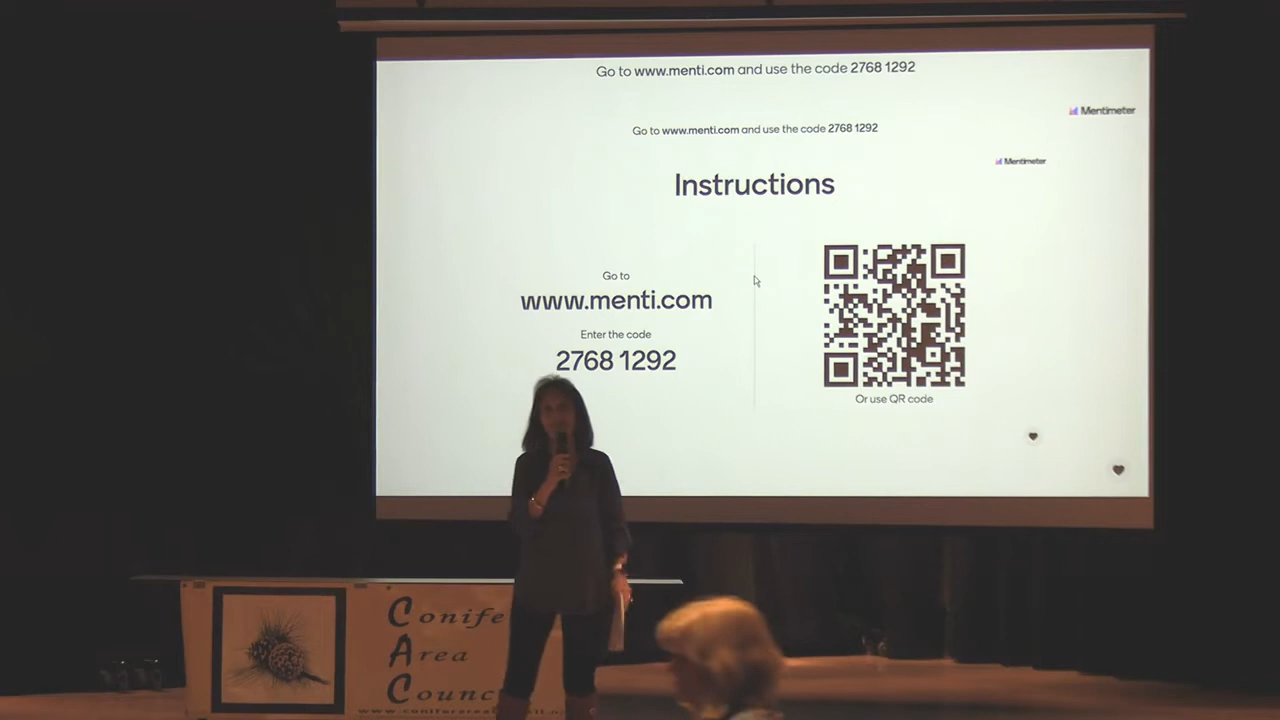 Go to www.menti.com and use the code 2768 1292
Mentimeter
Go to www.menti.com and use the code 2768 1292
Mentimeter
Instructions
Go to
www.menti.com
Enter the code
2768 1292
Or use QR code
Conife
Area
Counc